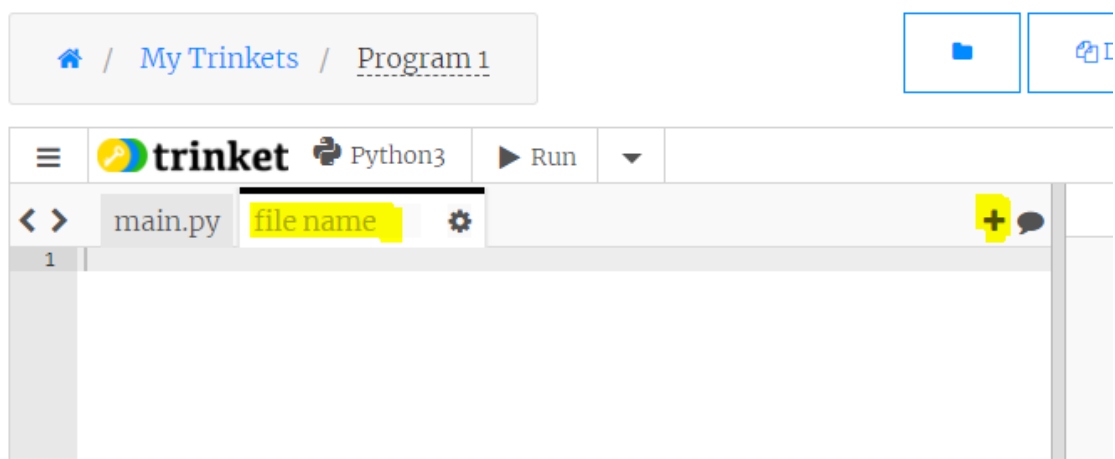 / My Trinkets / Program 1
D
trinket Python3 Run
main.py file name
1